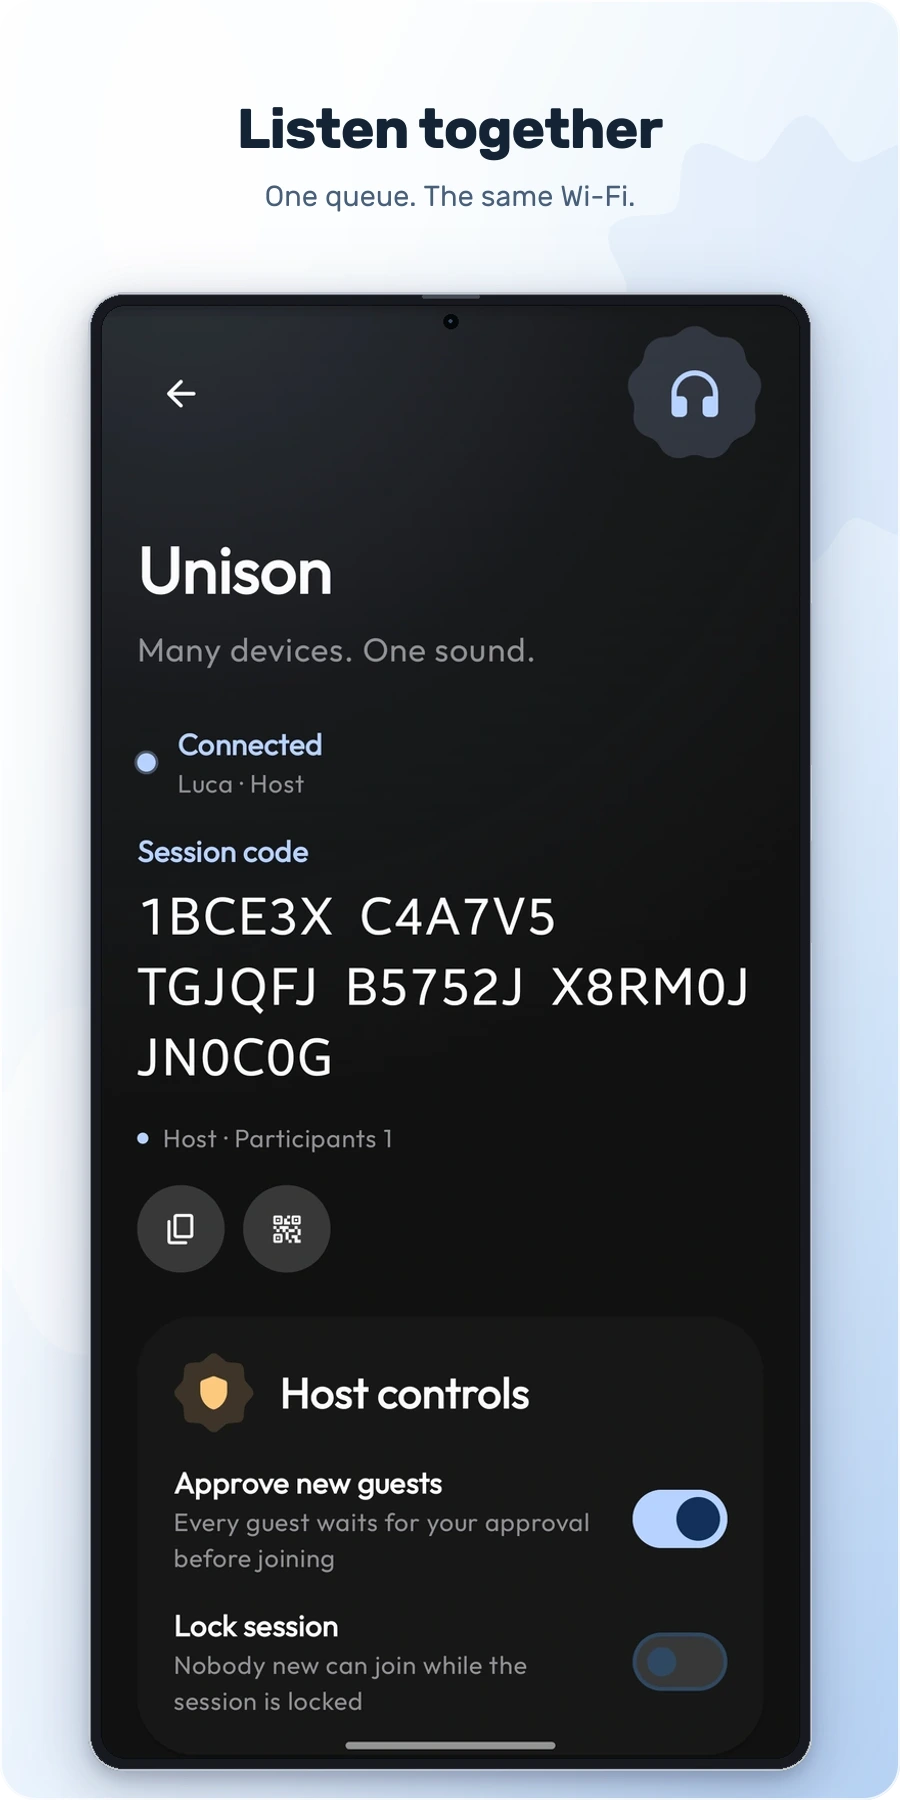 Listen together
One queue. The same Wi-Fi.
Unison
Many devices. One sound.
Connected
Luca · Host
Session code
1BCE3X C4A7V5
TGJQFJ B5752J X8RM0J
JN0C0G
Host · Participants 1
Host controls
Approve new guests
Every guest waits for your approval
before joining
Lock session
Nobody new can join while the
session is locked